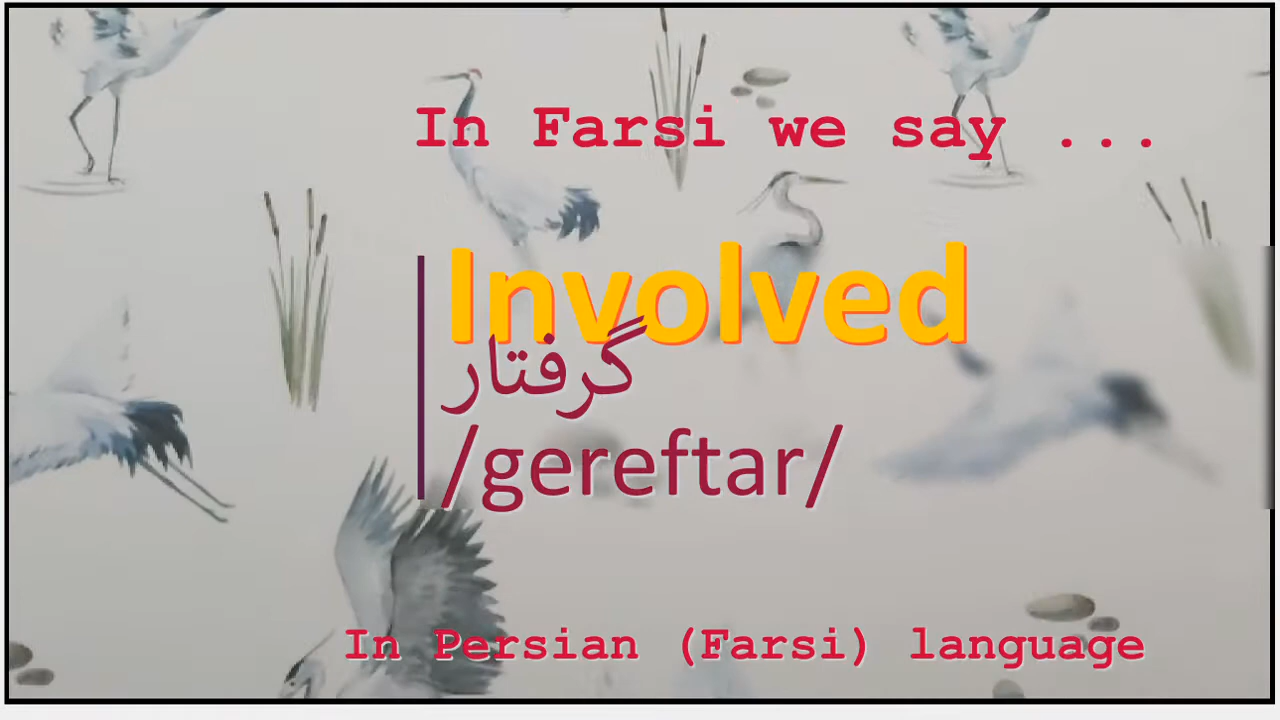 In Farsi we say ...
Involved
گرفتار
/gereftar/
In Persian (Farsi) language